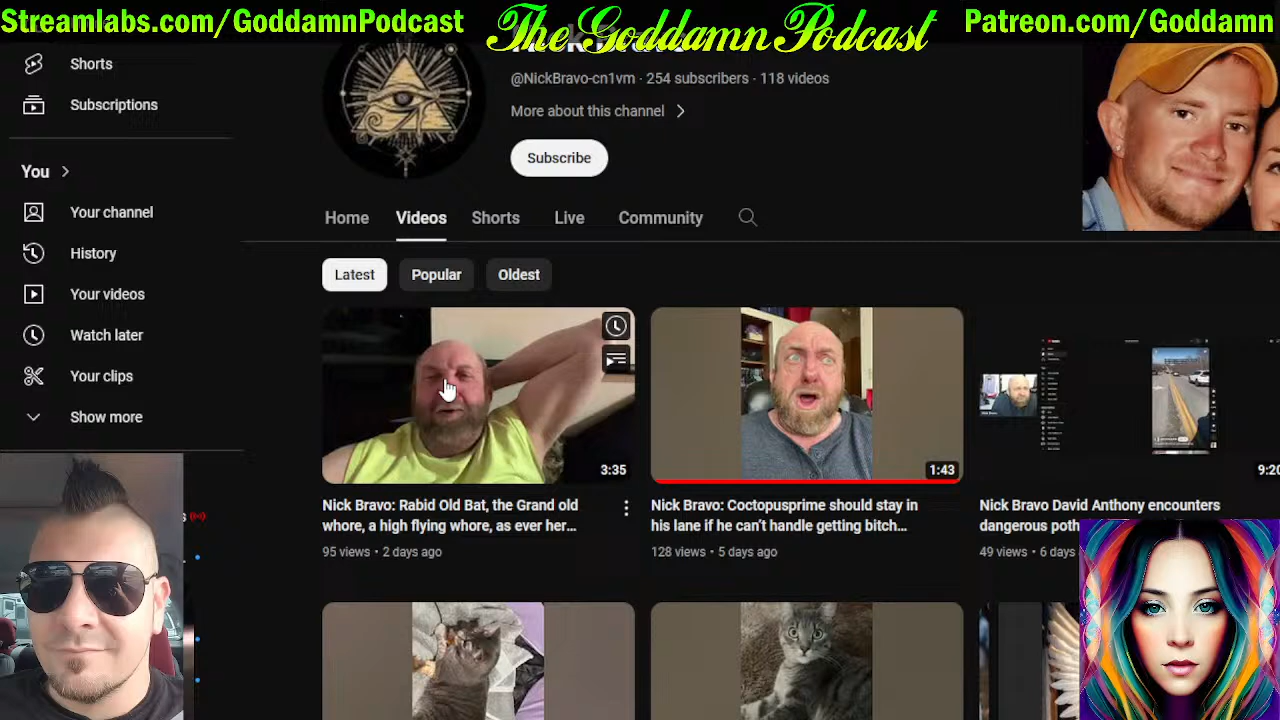 Streamlabs.com/GoddamnPodcast
The Goddamn Podcast
Patreon.com/Goddamn
Shorts
Subscriptions
You
Your channel
History
Your videos
Watch later
Your clips
Show more
@NickBravo-cn1vm · 254 subscribers · 118 videos
More about this channel
Subscribe
Home Videos Shorts Live Community
Latest Popular Oldest
3:35
Nick Bravo: Rabid Old Bat, the Grand old
whore, a high flying whore, as ever her...
95 views • 2 days ago
1:43
Nick Bravo: Coctopusprime should stay in
his lane if he can't handle getting bitch...
128 views • 5 days ago
9:20
Nick Bravo David Anthony encounters
dangerous
49 views • 6 days